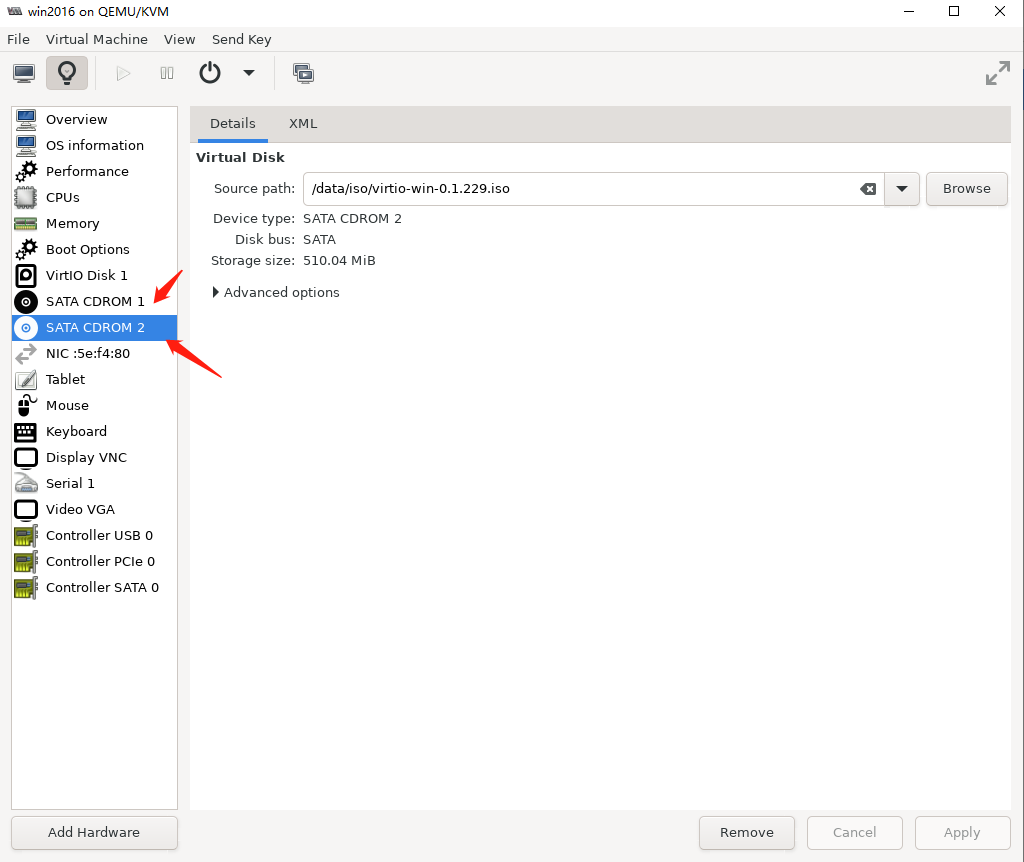 win2016 on QEMU/KVM
File Virtual Machine View Send Key
Overview
OS information
Performance
CPUs
Memory
Boot Options
VirtIO Disk 1
SATA CDROM 1
SATA CDROM 2
NIC :5e:f4:80
Tablet
Mouse
Keyboard
Display VNC
Serial 1
Video VGA
Controller USB 0
Controller PCIe 0
Controller SATA 0
Add Hardware
Details XML
Virtual Disk
Source path: /data/iso/virtio-win-0.1.229.iso Browse
Device type: SATA CDROM 2
Disk bus: SATA
Storage size: 510.04 MiB
Advanced options
Remove Cancel Apply